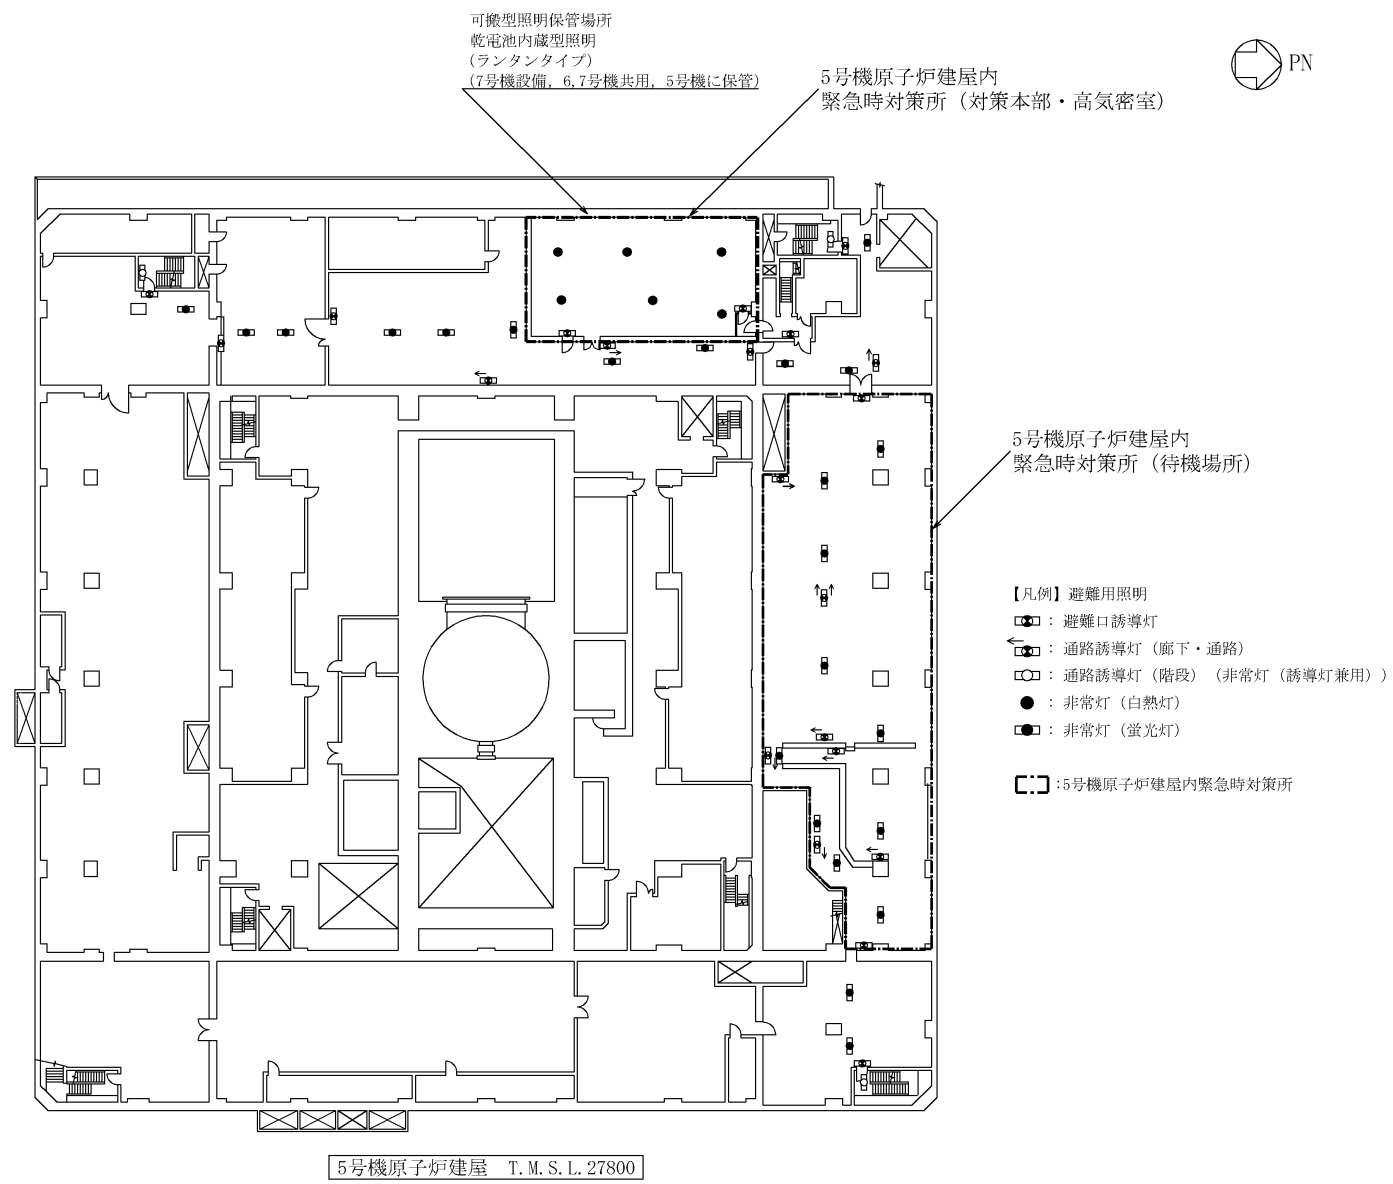 可搬型照明保管場所
乾電池内蔵型照明
(ランタンタイプ)
(7号機設備, 6,7号機共用, 5号機に保管)
5号機原子炉建屋内
緊急時対策所（対策本部・高気密室）
PN
5号機原子炉建屋内
緊急時対策所（待機場所）
【凡例】避難用照明
：避難口誘導灯
：通路誘導灯（廊下・通路）
：通路誘導灯（階段）（非常灯（誘導灯兼用））
：非常灯（白熱灯）
：非常灯（蛍光灯）
:5号機原子炉建屋内緊急時対策所
5号機原子炉建屋　T.M.S.L.27800